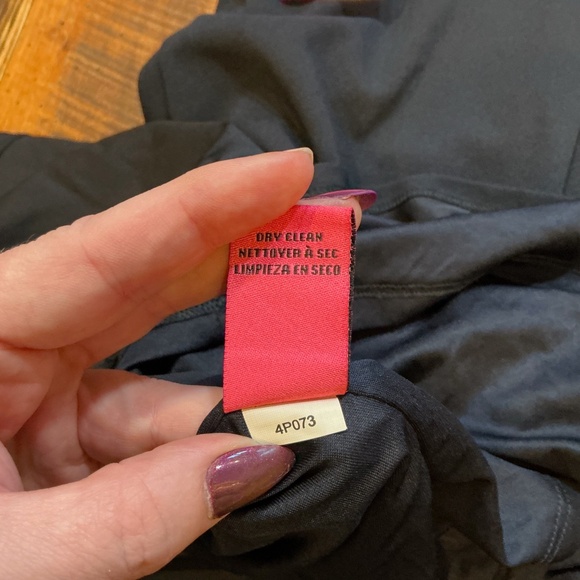 DRY CLEAN
NETTOYER À SEC
LIMPIEZA EN SECO
4P073